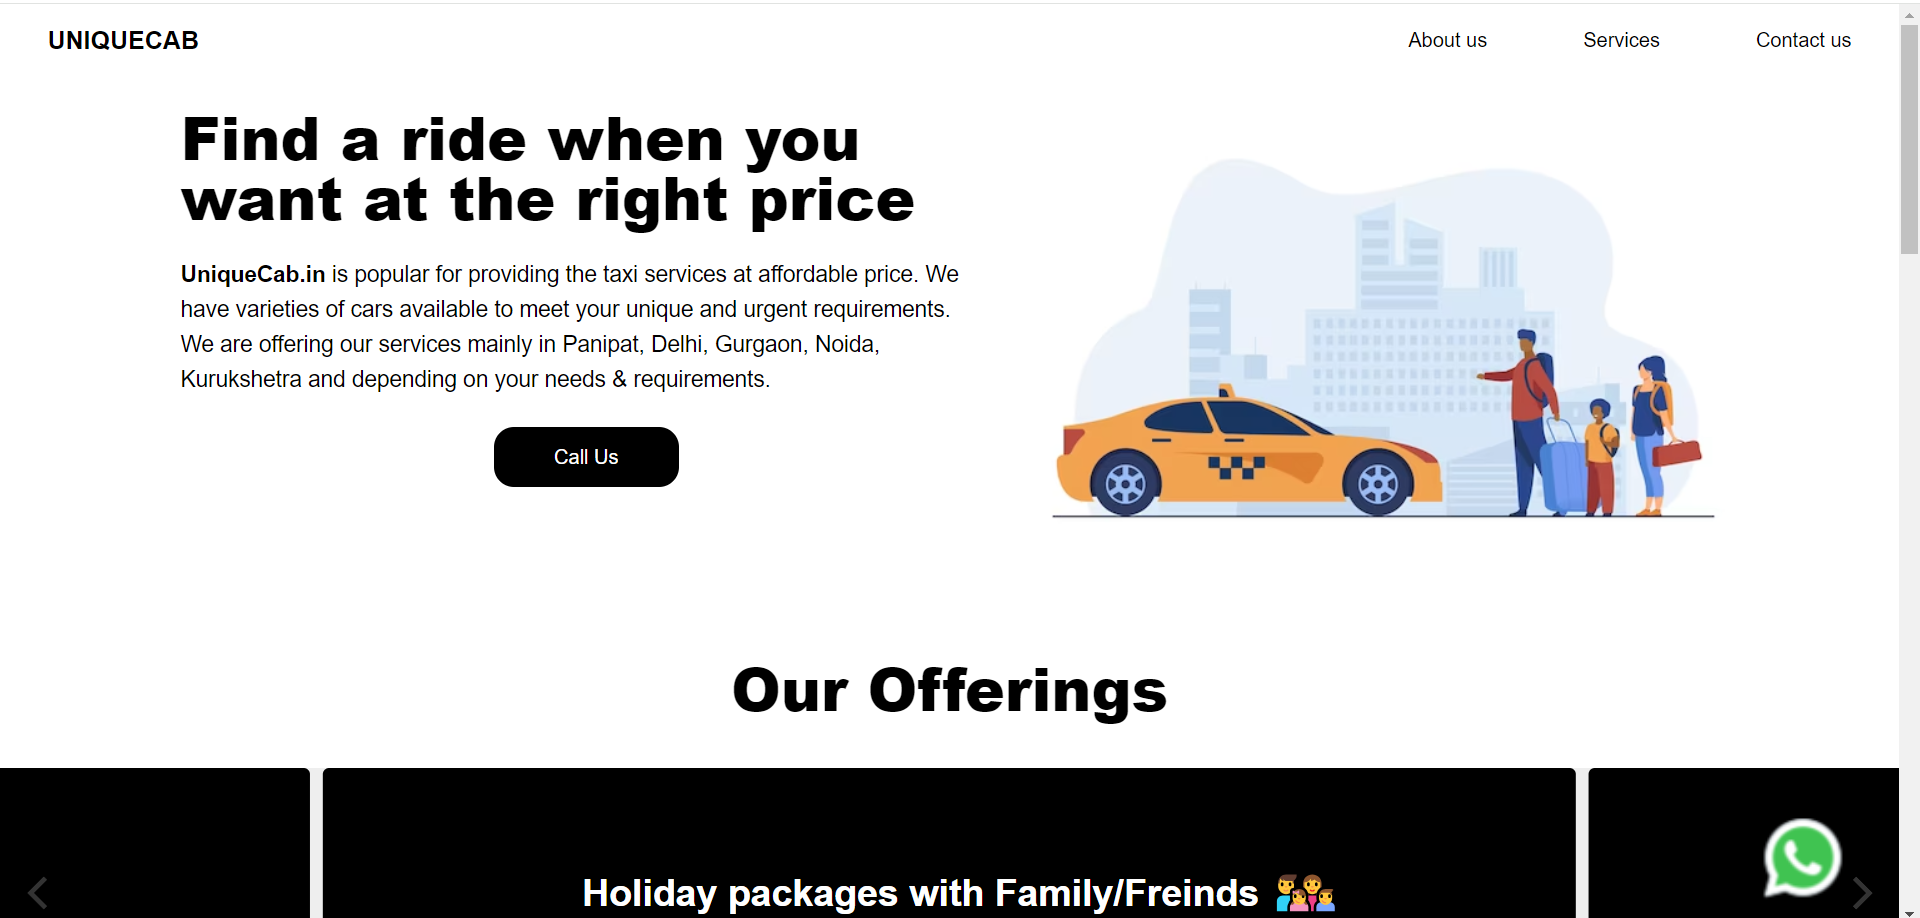 UNIQUECAB
About us
Services
Contact us
Find a ride when you
want at the right price
UniqueCab.in is popular for providing the taxi services at affordable price. We
have varieties of cars available to meet your unique and urgent requirements.
We are offering our services mainly in Panipat, Delhi, Gurgaon, Noida,
Kurukshetra and depending on your needs & requirements.
Call Us
Our Offerings
Holiday packages with Family/Freinds 👨‍👩‍👧‍👦